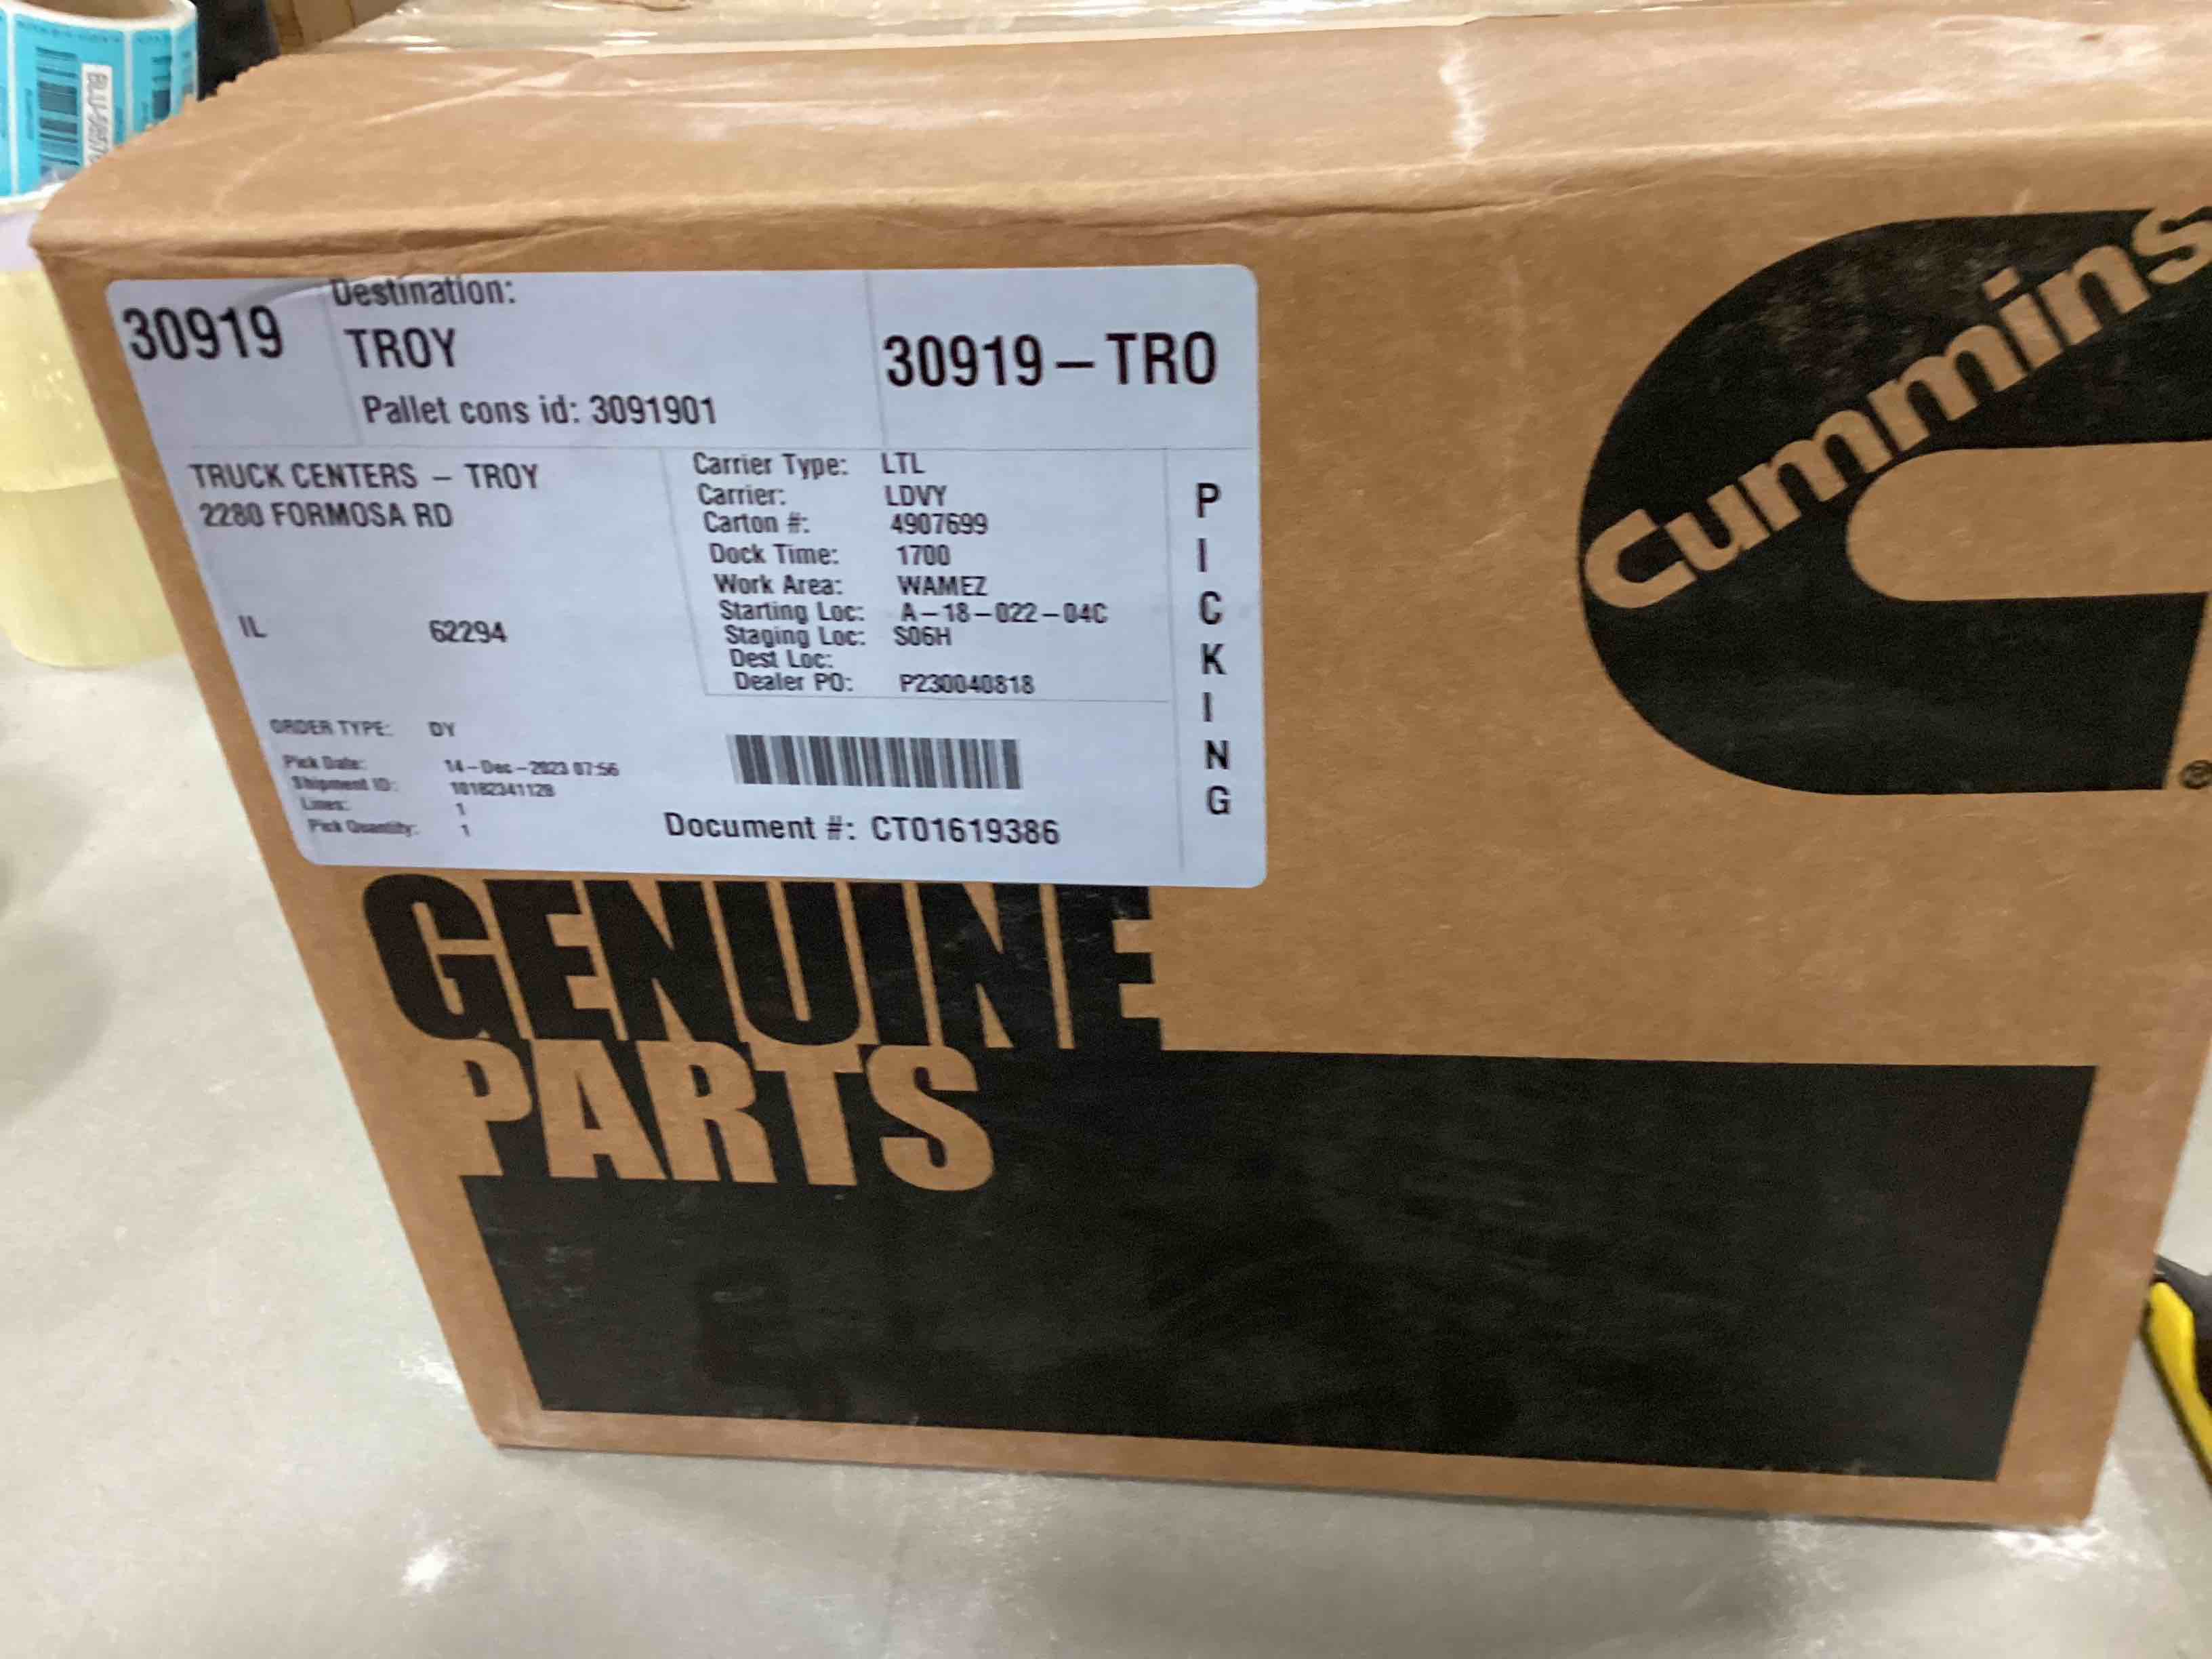 30919
Destination:
TROY
Pallet cons id: 3091901
30919-TRO
TRUCK CENTERS - TROY
2280 FORMOSA RD
IL 62294
Carrier Type: LTL
Carrier: LDVY
Carton #: 4907699
Dock Time: 1700
Work Area: WAMEZ
Starting Loc: A-18-022-04C
Staging Loc: S06H
Dest Loc:
Dealer PO: P230040818
PICKING
ORDER TYPE: DY
Pick Date: 14-Dec-2023 07:56
Shipment ID: 10182341128
Lines: 1
Pick Quantity: 1
Document #: CT01619386
Cummins
®
GENUINE
PARTS